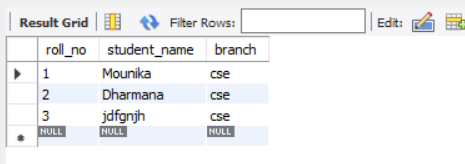 Result Grid Filter Rows: Edit:
roll_no student_name branch
1 Mounika cse
2 Dharmana cse
3 jdfgnjh cse
NULL NULL NULL